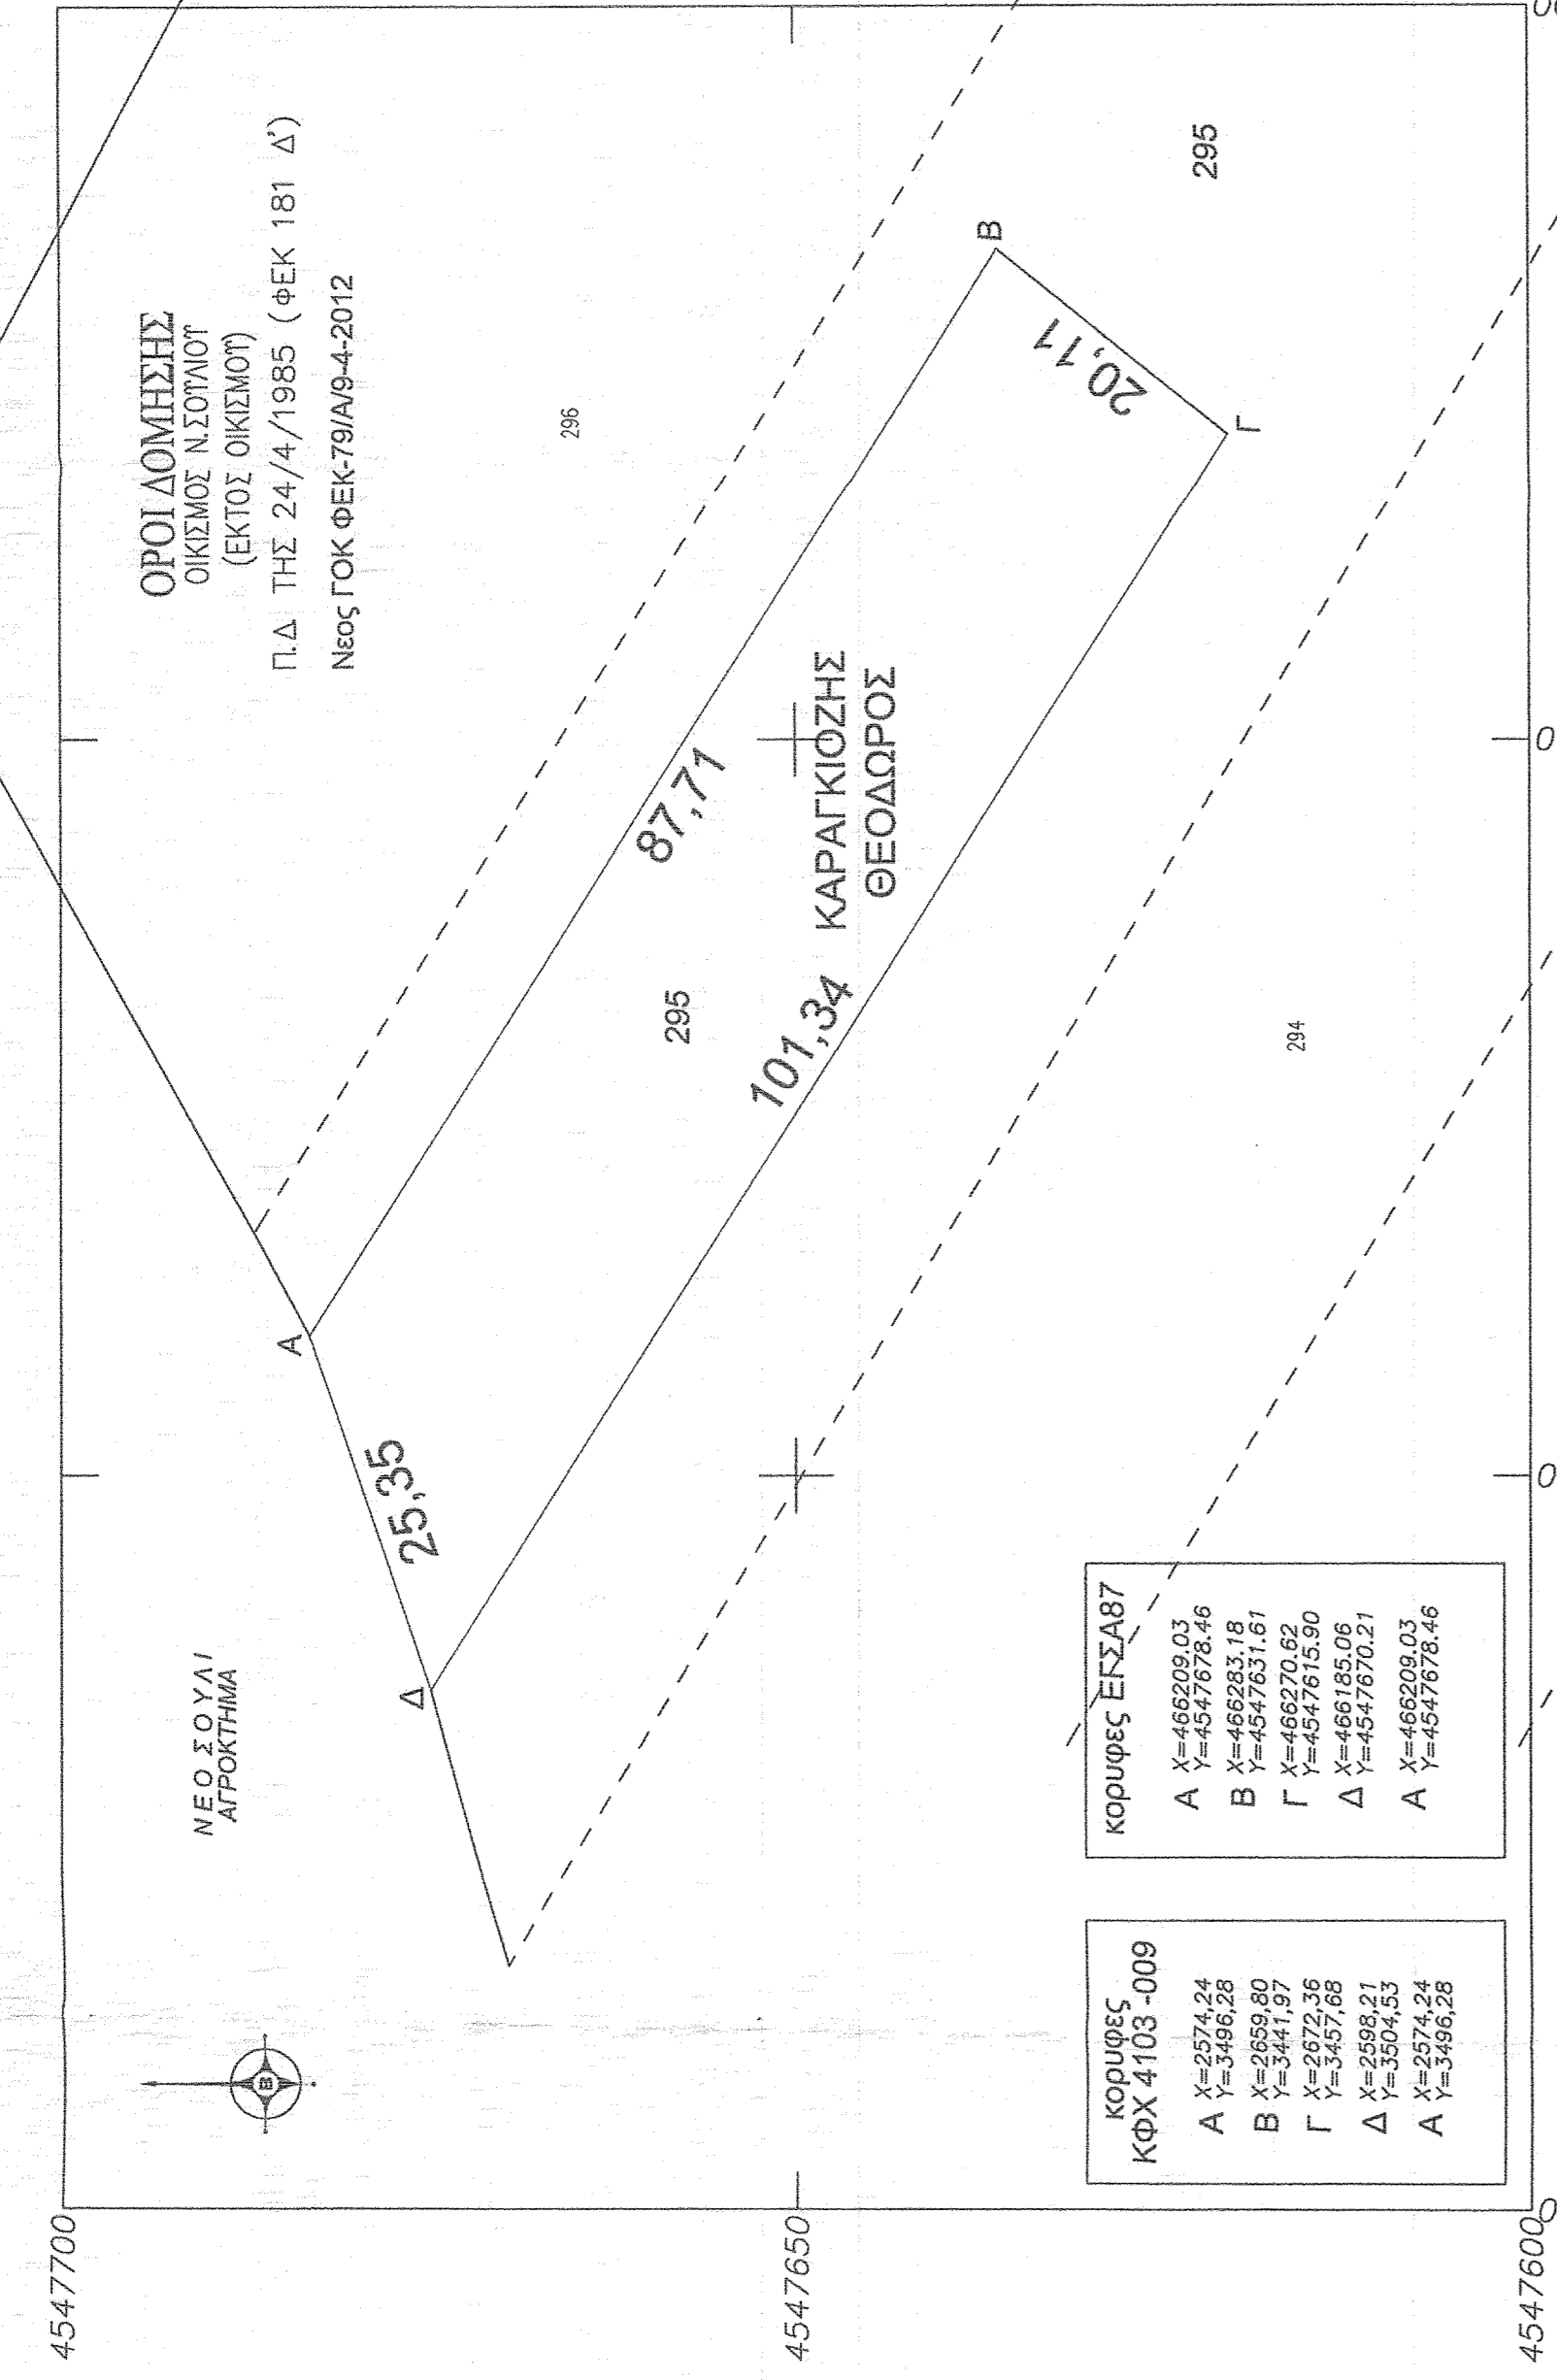 4547700
4547650
4547600
ΟΡΟΙ ΔΟΜΗΣΗΣ
ΟΙΚΙΣΜΟΣ Ν.ΣΟΥΛΙΟΥ
(ΕΚΤΟΣ ΟΙΚΙΣΜΟΥ)
Π.Δ ΤΗΣ 24/4/1985 (ΦΕΚ 181 Δ')
Νεος ΓΟΚ ΦΕΚ-79/Α/9-4-2012
ΝΕΟ ΣΟΥΛΙ
ΑΓΡΟΚΤΗΜΑ
Β
Α
Δ
Β
Γ
25,35
87,71
101,34
20,11
296
295
295
294
ΚΑΡΑΓΚΙΟΖΗΣ
ΘΕΟΔΩΡΟΣ
κορυφες
ΚΦΧ 4103 -009
Α X=2574,24
Y=3496,28
Β X=2659,80
Y=3441,97
Γ X=2672,36
Y=3457,68
Δ X=2598,21
Y=3504,53
Α X=2574,24
Y=3496,28
κορυφες ΕΓΣΑ87
Α X=466209.03
Y=4547678.46
Β X=466283.18
Y=4547631.61
Γ X=466270.62
Y=4547615.90
Δ X=466185.06
Y=4547670.21
Α X=466209.03
Y=4547678.46